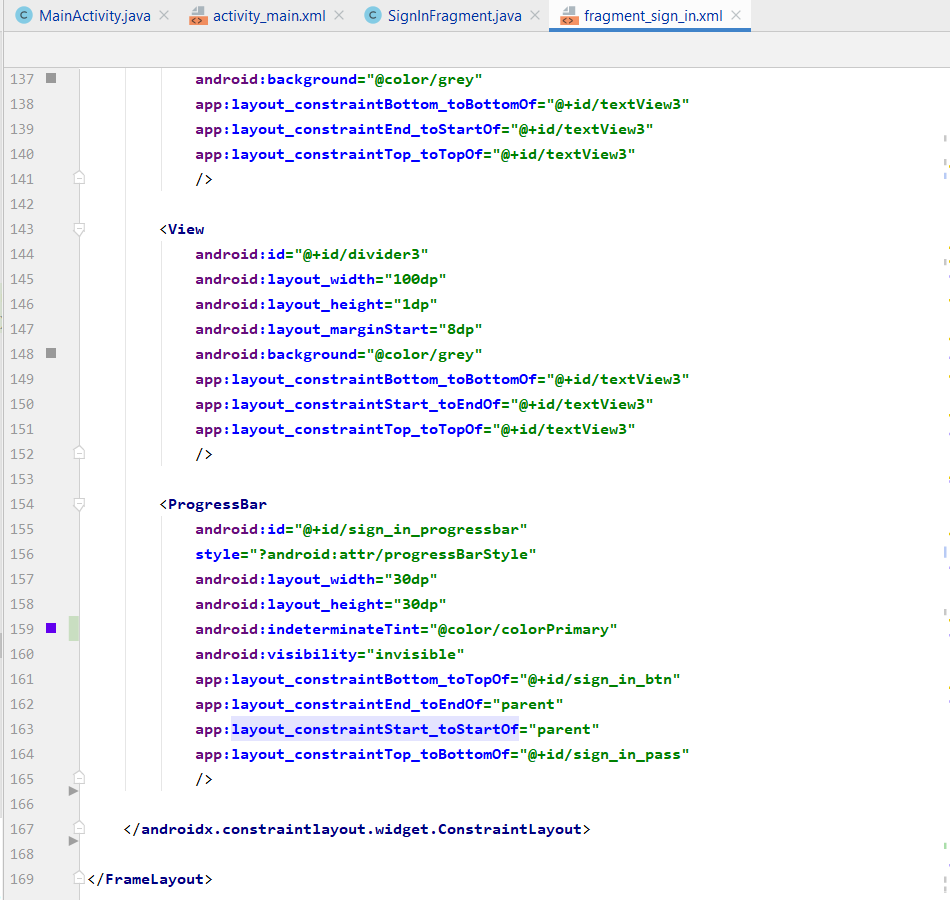 MainActivity.java activity_main.xml SignInFragment.java fragment_sign_in.xml
137 android:background="@color/grey"
138 app:layout_constraintBottom_toBottomOf="@+id/textView3"
139 app:layout_constraintEnd_toStartOf="@+id/textView3"
140 app:layout_constraintTop_toTopOf="@+id/textView3"
141 />
142
143 <View
144 android:id="@+id/divider3"
145 android:layout_width="100dp"
146 android:layout_height="1dp"
147 android:layout_marginStart="8dp"
148 android:background="@color/grey"
149 app:layout_constraintBottom_toBottomOf="@+id/textView3"
150 app:layout_constraintStart_toEndOf="@+id/textView3"
151 app:layout_constraintTop_toTopOf="@+id/textView3"
152 />
153
154 <ProgressBar
155 android:id="@+id/sign_in_progressbar"
156 style="?android:attr/progressBarStyle"
157 android:layout_width="30dp"
158 android:layout_height="30dp"
159 android:indeterminateTint="@color/colorPrimary"
160 android:visibility="invisible"
161 app:layout_constraintBottom_toTopOf="@+id/sign_in_btn"
162 app:layout_constraintEnd_toEndOf="parent"
163 app:layout_constraintStart_toStartOf="parent"
164 app:layout_constraintTop_toBottomOf="@+id/sign_in_pass"
165 />
166
167 </androidx.constraintlayout.widget.ConstraintLayout>
168
169 </FrameLayout>